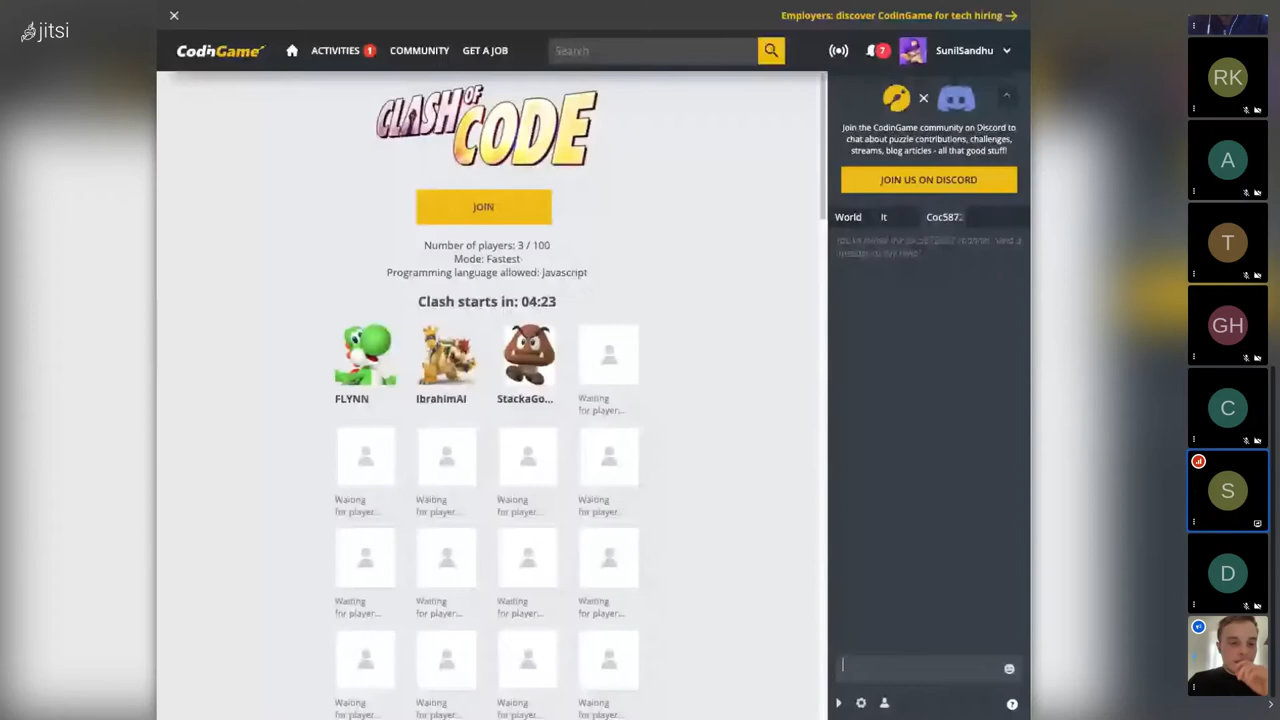 jitsi
Employers: discover CodinGame for tech hiring →
CODINGAME
ACTIVITIES 1
COMMUNITY
GET A JOB
Search
7
SunilSandhu
CLASH OF CODE
JOIN
Number of players: 3 / 100
Mode: Fastest
Programming language allowed: Javascript
Clash starts in: 04:23
FLYNN
IbrahimAI
StackaGo...
Waiting
for player...
Waiting
for player...
Waiting
for player...
Waiting
for player...
Waiting
for player...
Waiting
for player...
Waiting
for player...
Waiting
for player...
Waiting
for player...
Waiting
for player...
Waiting
for player...
Waiting
for player...
Waiting
for player...
Join the CodinGame community on Discord to
chat about puzzle contributions, challenges,
streams, blog articles - all that good stuff!
JOIN US ON DISCORD
World
It
Coc587
RK
A
T
GH
C
S
D